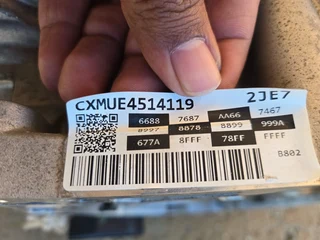 CXMUE4514119 2JE7
6688 7687 AA66 7467
8997 8878 8899 999A
677A 8FFF 78FF FFFF
B802